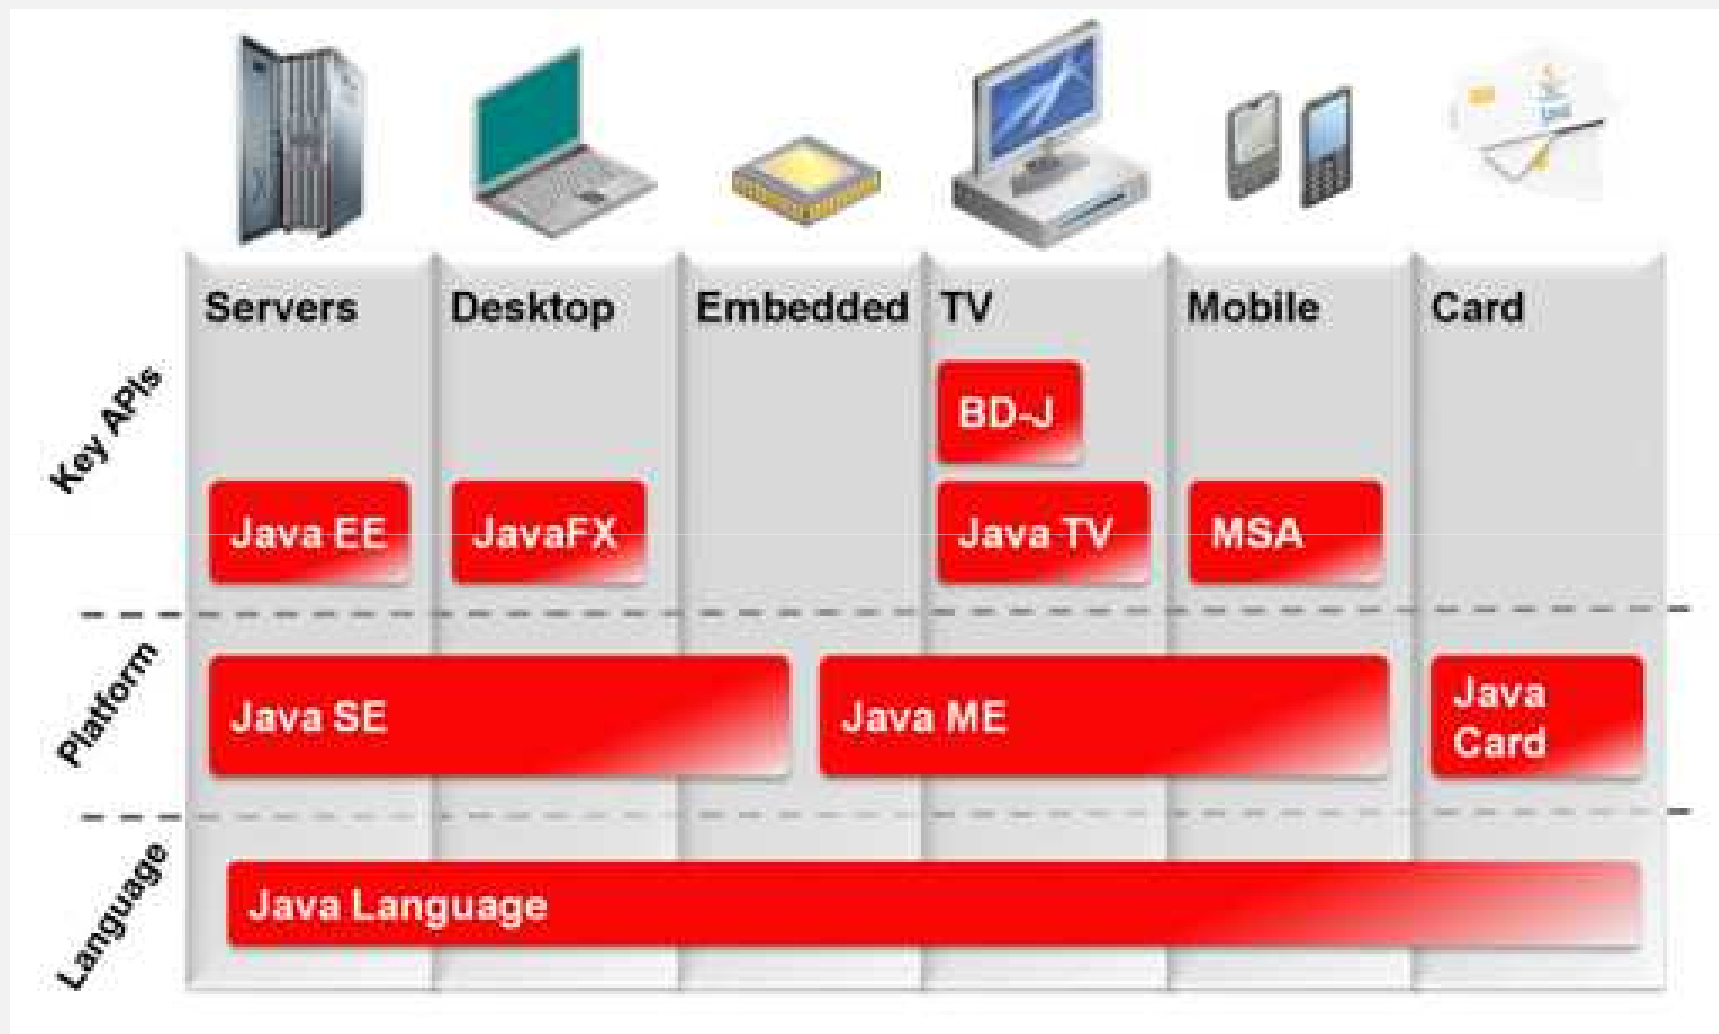 Servers
Desktop
Embedded
TV
Mobile
Card
Key APIs
BD-J
Java EE
JavaFX
Java TV
MSA
Platform
Java SE
Java ME
Java
Card
Language
Java Language